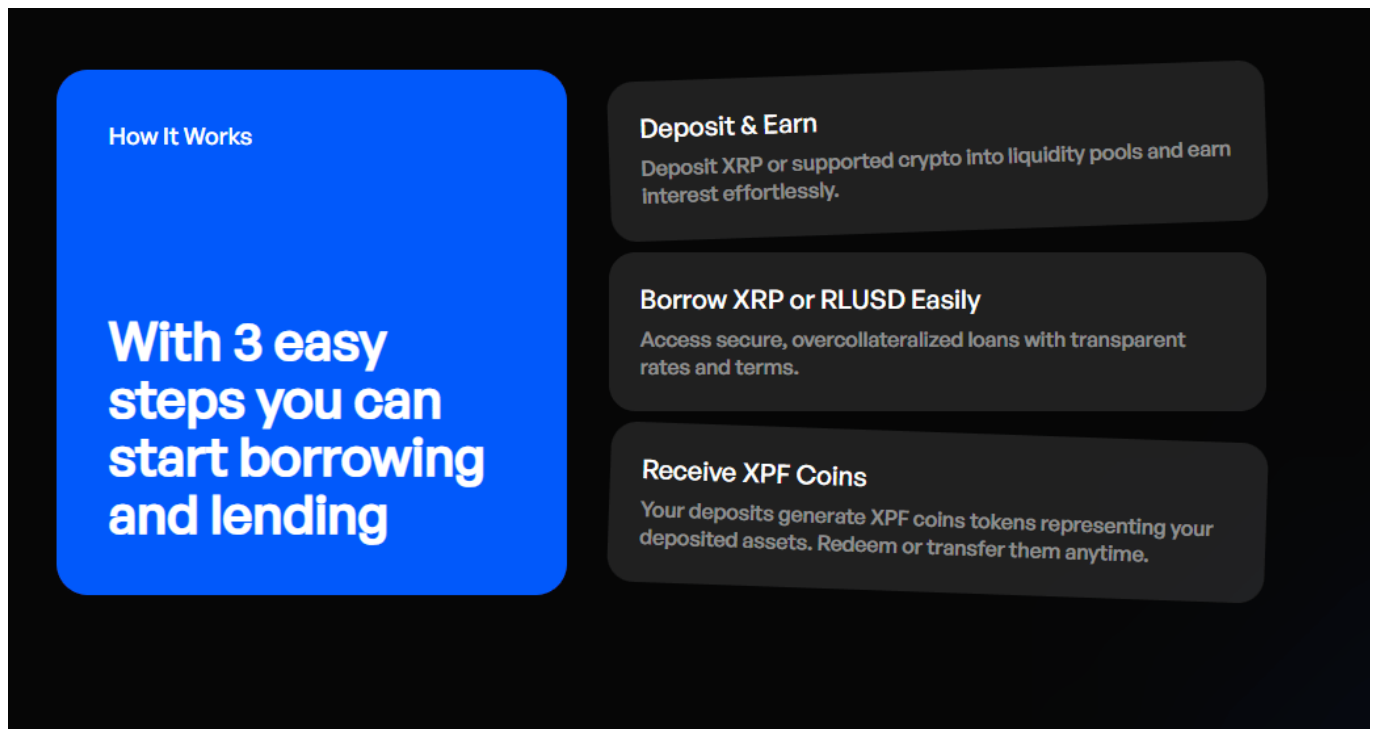 How It Works
With 3 easy
steps you can
start borrowing
and lending
Deposit & Earn
Deposit XRP or supported crypto into liquidity pools and earn
interest effortlessly.
Borrow XRP or RLUSD Easily
Access secure, overcollateralized loans with transparent
rates and terms.
Receive XPF Coins
Your deposits generate XPF coins tokens representing your
deposited assets. Redeem or transfer them anytime.